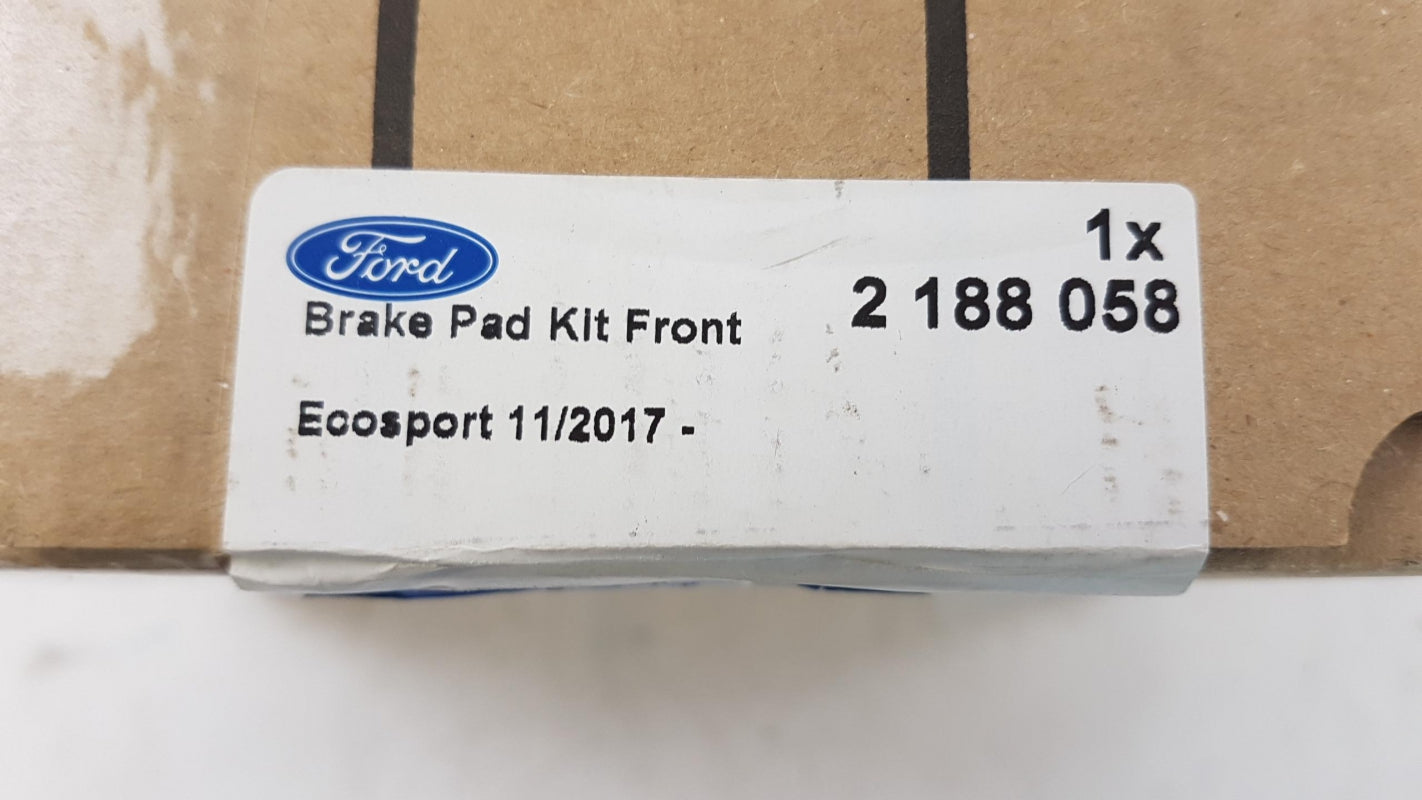 Ford
1x
Brake Pad Kit Front
2 188 058
Ecosport 11/2017 -